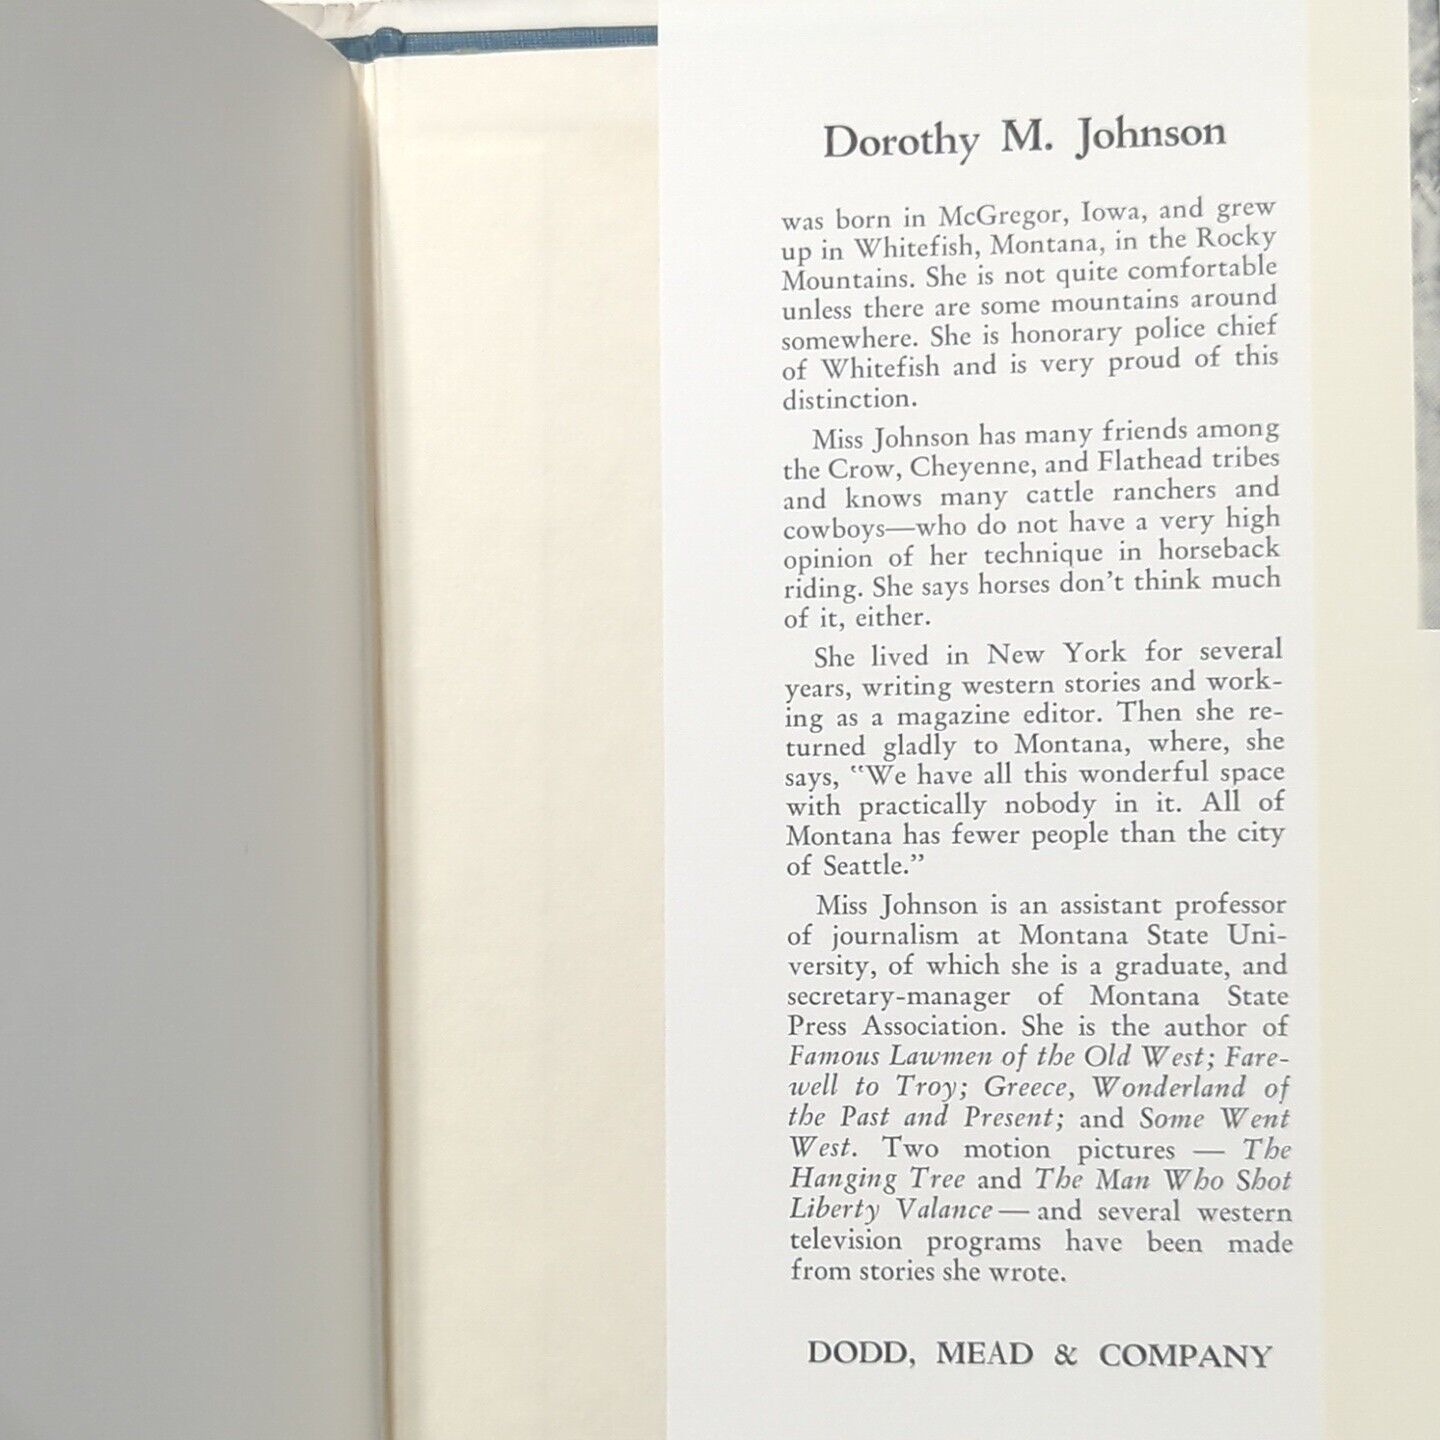 Dorothy M. Johnson
was born in McGregor, Iowa, and grew
up in Whitefish, Montana, in the Rocky
Mountains. She is not quite comfortable
unless there are some mountains around
somewhere. She is honorary police chief
of Whitefish and is very proud of this
distinction.
Miss Johnson has many friends among
the Crow, Cheyenne, and Flathead tribes
and knows many cattle ranchers and
cowboys—who do not have a very high
opinion of her technique in horseback
riding. She says horses don't think much
of it, either.
She lived in New York for several
years, writing western stories and work-
ing as a magazine editor. Then she re-
turned gladly to Montana, where, she
says, "We have all this wonderful space
with practically nobody in it. All of
Montana has fewer people than the city
of Seattle."
Miss Johnson is an assistant professor
of journalism at Montana State Uni-
versity, of which she is a graduate, and
secretary-manager of Montana State
Press Association. She is the author of
Famous Lawmen of the Old West; Fare-
well to Troy; Greece, Wonderland of
the Past and Present; and Some Went
West. Two motion pictures — The
Hanging Tree and The Man Who Shot
Liberty Valance — and several western
television programs have been made
from stories she wrote.
DODD, MEAD & COMPANY